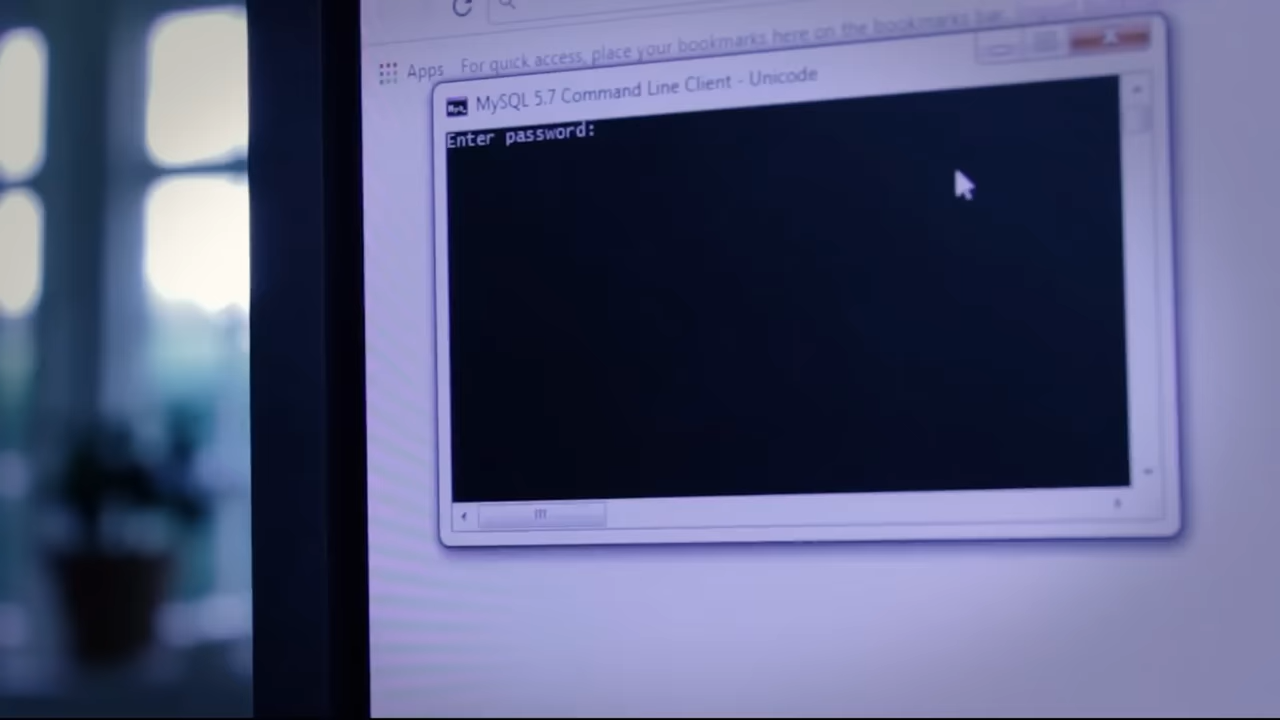 Apps For quick access, place your bookmarks here on the bookmarks bar.
MySQL 5.7 Command Line Client - Unicode
Enter password: